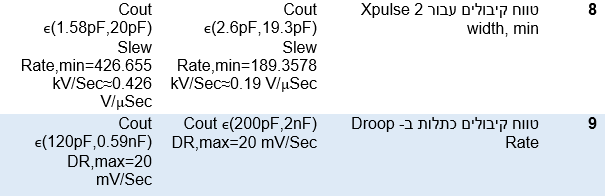 8
טווח קיבולים עבור 2 Xpulse
width, min
Cout
ϵ(2.6pF,19.3pF)
Slew
Rate,min=189.3578
kV/Sec≈0.19 V/μSec
Cout
ϵ(1.58pF,20pF)
Slew
Rate,min=426.655
kV/Sec≈0.426
V/μSec
9
טווח קיבולים כתלות ב- Droop
Rate
Cout ϵ(200pF,2nF)
DR,max=20 mV/Sec
Cout
ϵ(120pF,0.59nF)
DR,max=20
mV/Sec